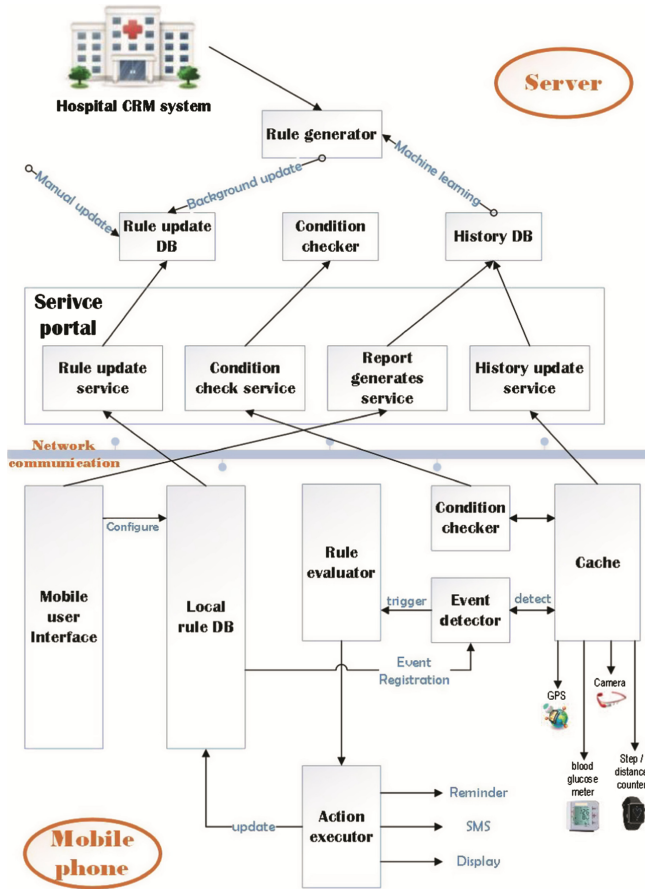 Server
Hospital CRM system
Rule generator
Manual update
Background update
Machine learning
Rule update
DB
Condition
checker
History DB
Serivce
portal
Rule update
service
Condition
check service
Report
generates
service
History update
service
Network
communication
Mobile
user
Interface
Configure
Local
rule DB
Rule
evaluator
Condition
checker
Cache
trigger
Event
detector
detect
Event
Registration
GPS
Camera
blood
glucose
meter
Step /
distance
counter
update
Action
executor
Reminder
SMS
Display
Mobile
phone